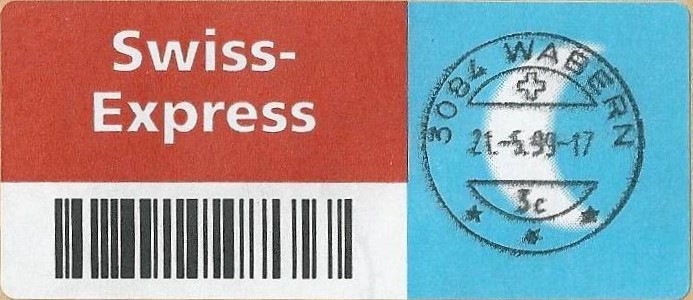 Swiss-
Express
3084 WABERN
21.-5.99-17
3c